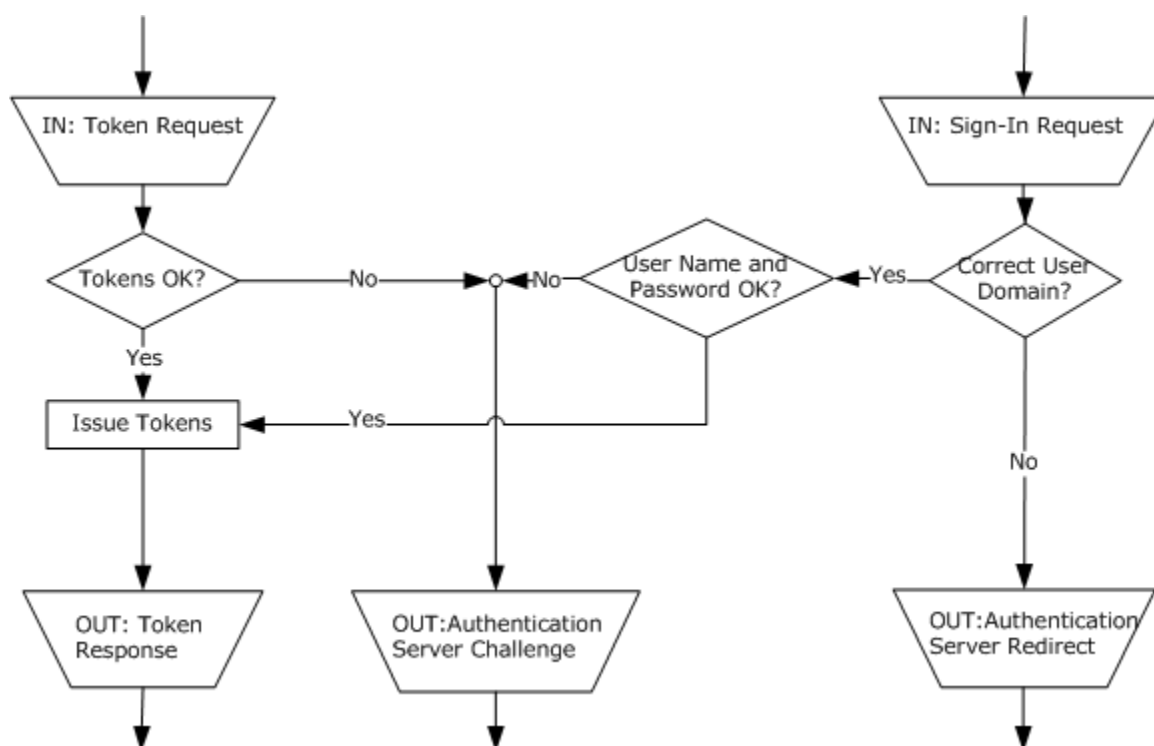 IN: Token Request
IN: Sign-In Request
Tokens OK?
No
No
User Name and
Password OK?
Yes
Correct User
Domain?
Yes
Issue Tokens
Yes
No
OUT: Token
Response
OUT:Authentication
Server Challenge
OUT:Authentication
Server Redirect